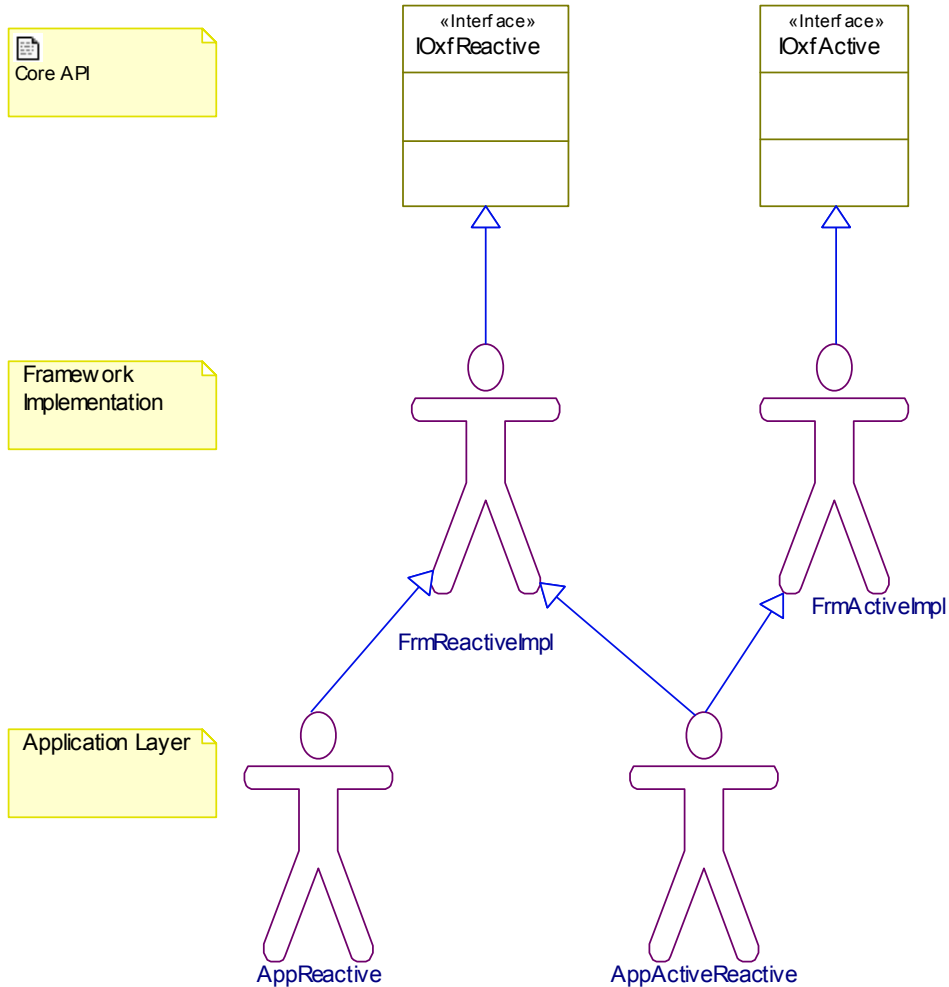 Core API
«Interface»
IOxfReactive
«Interface»
IOxfActive
Framework
Implementation
FrmReactiveImpl
FrmActiveImpl
Application Layer
AppReactive
AppActiveReactive